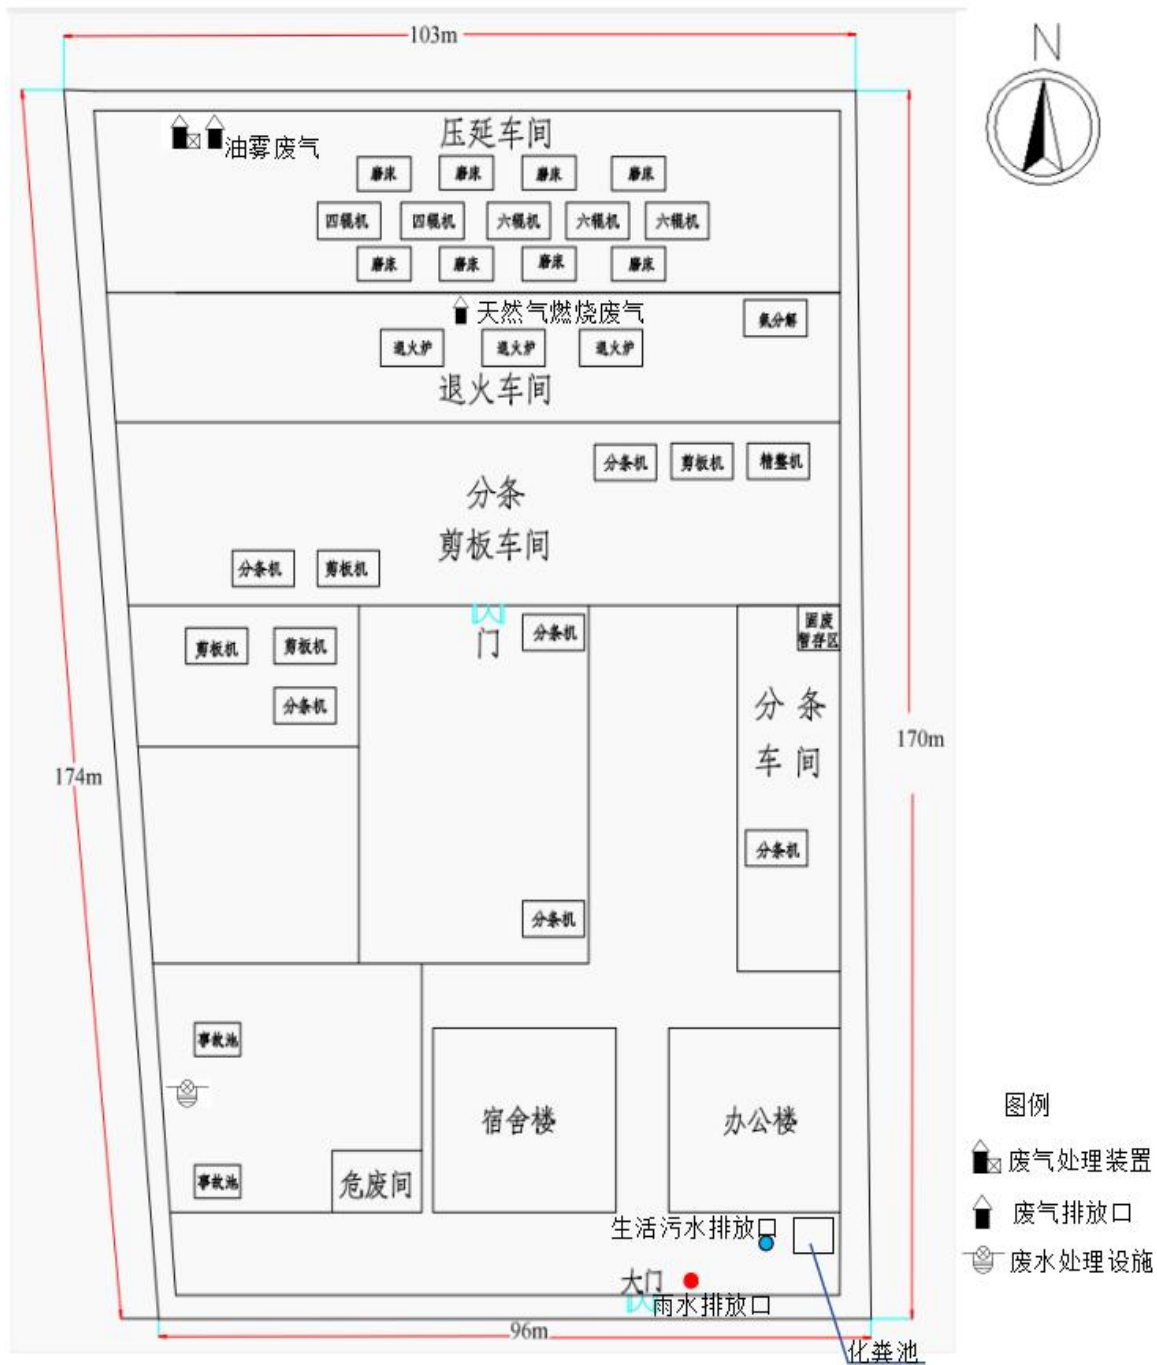 103m
N
油雾废气
压延车间
磨床 磨床 磨床 磨床
四辊机 四辊机 六辊机 六辊机 六辊机
磨床 磨床 磨床 磨床
天然气燃烧废气
氨分解
退火炉 退火炉 退火炉
退火车间
分条机 剪板机 精整机
分条
剪板车间
分条机 剪板机
门
分条机
固废
暂存区
剪板机 剪板机
分条机
分条
车间
170m
174m
分条机
分条机
事故池
宿舍楼
办公楼
事故池
危废间
生活污水排放口
大门
雨水排放口
96m
化粪池
图例
废气处理装置
废气排放口
废水处理设施